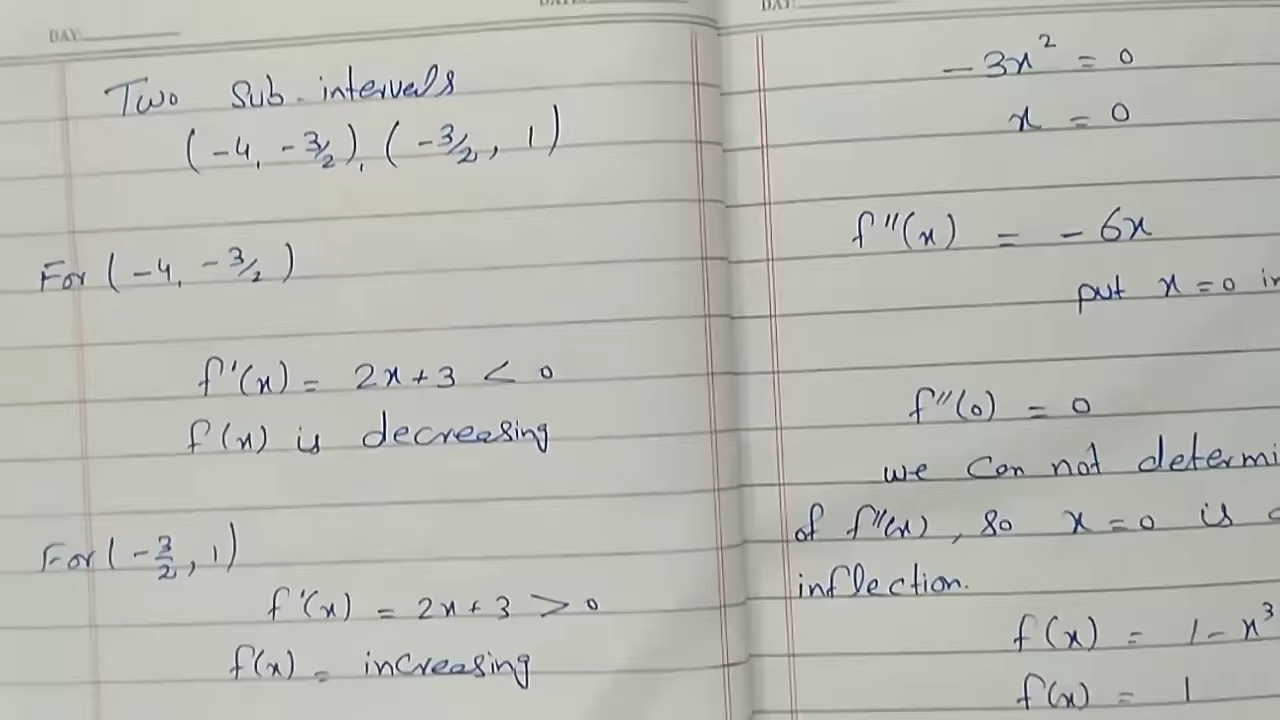 DAY
Two Sub-intervals
(-4, -3/2), (-3/2, 1)
For (-4, -3/2)
f'(x) = 2x+3 < 0
f(x) is decreasing
For (-3/2, 1)
f'(x) = 2x+3 > 0
f(x) = increasing
DAY
-3x² = 0
x = 0
f''(x) = -6x
put x = 0 in
f''(0) = 0
we can not determi
of f''(x), so x = 0 is
inflection.
f(x) = 1-x³
f(x) = 1